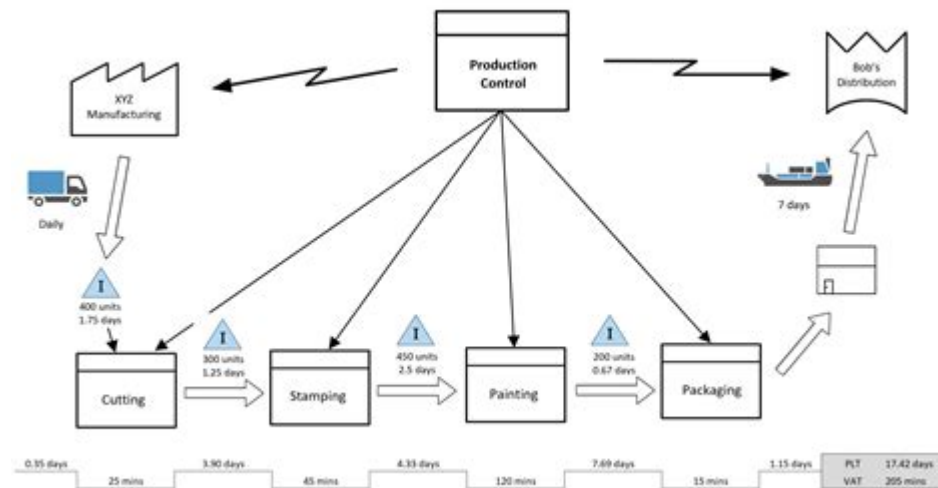 Production
Control
XYZ
Manufacturing
Bob's
Distribution
Daily
7 days
I
400 units
1.75 days
I
300 units
1.25 days
I
450 units
2.5 days
I
200 units
0.67 days
Cutting
Stamping
Painting
Packaging
0.35 days
3.90 days
4.33 days
7.69 days
1.15 days
PLT 17.42 days
25 mins
45 mins
120 mins
15 mins
VAT 205 mins